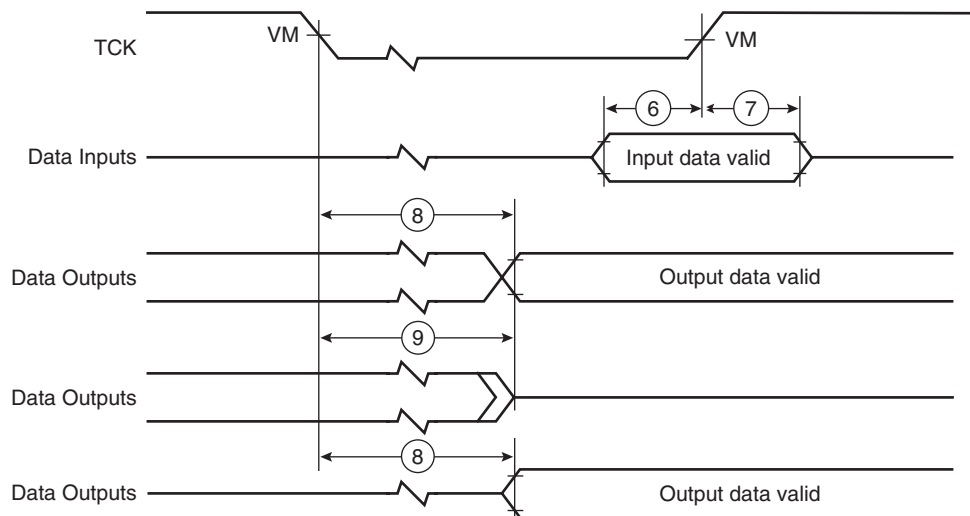 VM
TCK
VM
6
7
Data Inputs
Input data valid
8
Data Outputs
Output data valid
9
Data Outputs
8
Data Outputs
Output data valid